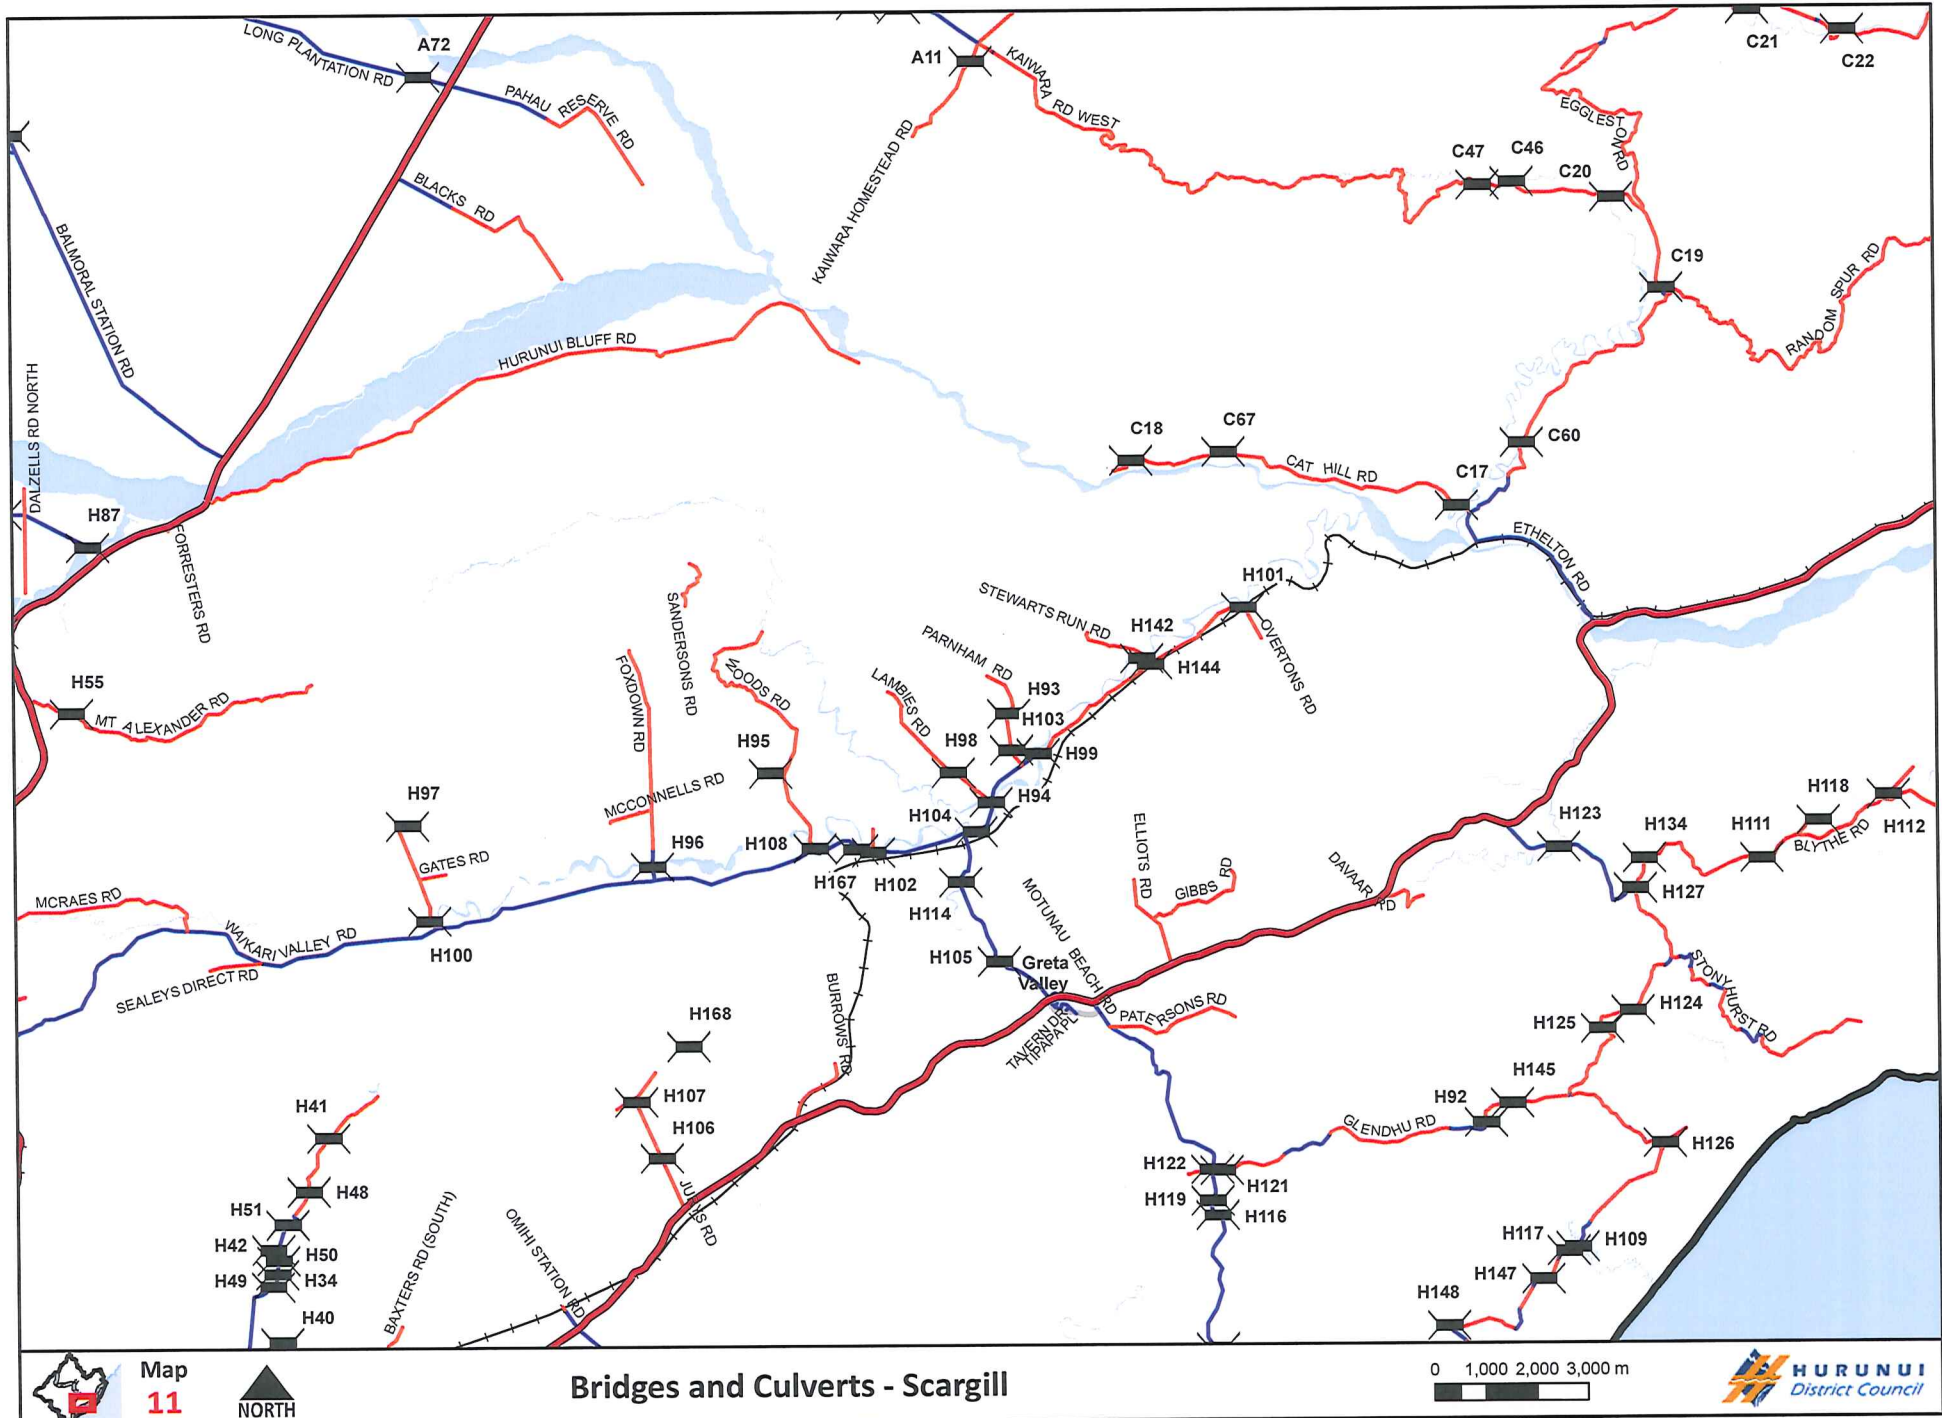 LONG PLANTATION RD
A72
PAHAU RESERVE RD
A11
KAIWARA RD WEST
C21
C22
EGGLESTON RD
KAIWARA HOMESTEAD RD
C47
C46
C20
BLACKS RD
BALMORAL STATION RD
C19
RANDOM SPUR RD
HURUNUI BLUFF RD
DALZELLS RD NORTH
C18
C67
CAT HILL RD
C60
C17
H87
FORRESTERS RD
ETHELTON RD
H101
STEWARTS RUN RD
SANDERSONS RD
H142
H144
OVERTONS RD
PARNHAM RD
FOXDOWN RD
WOODS RD
LAMBIES RD
H93
H103
H99
H55
MT ALEXANDER RD
H95
H98
H94
MCCONNELLS RD
H97
GATES RD
H96
H108
H104
H167
H102
H114
H123
H134
H111
H118
BLYTHE RD
H112
H127
ELLIOTS RD
GIBBS RD
DAVAAR RD
MCRAES RD
WAIKARI VALLEY RD
SEALEYS DIRECT RD
H100
H105
Greta
Valley
MOTUNAU BEACH RD
PATERSONS RD
TAVERN DR
TIPAPA PL
BURROWS RD
STONYHURST RD
H124
H125
H168
H107
H106
H145
H92
GLENDHU RD
H126
H41
H48
H51
H42
H50
H49
H34
H40
BAXTERS RD (SOUTH)
OMIHI STATION RD
JURYS RD
H122
H121
H119
H116
H117
H109
H147
H148
Map
11
NORTH
Bridges and Culverts - Scargill
0 1,000 2,000 3,000 m
HURUNUI
District Council